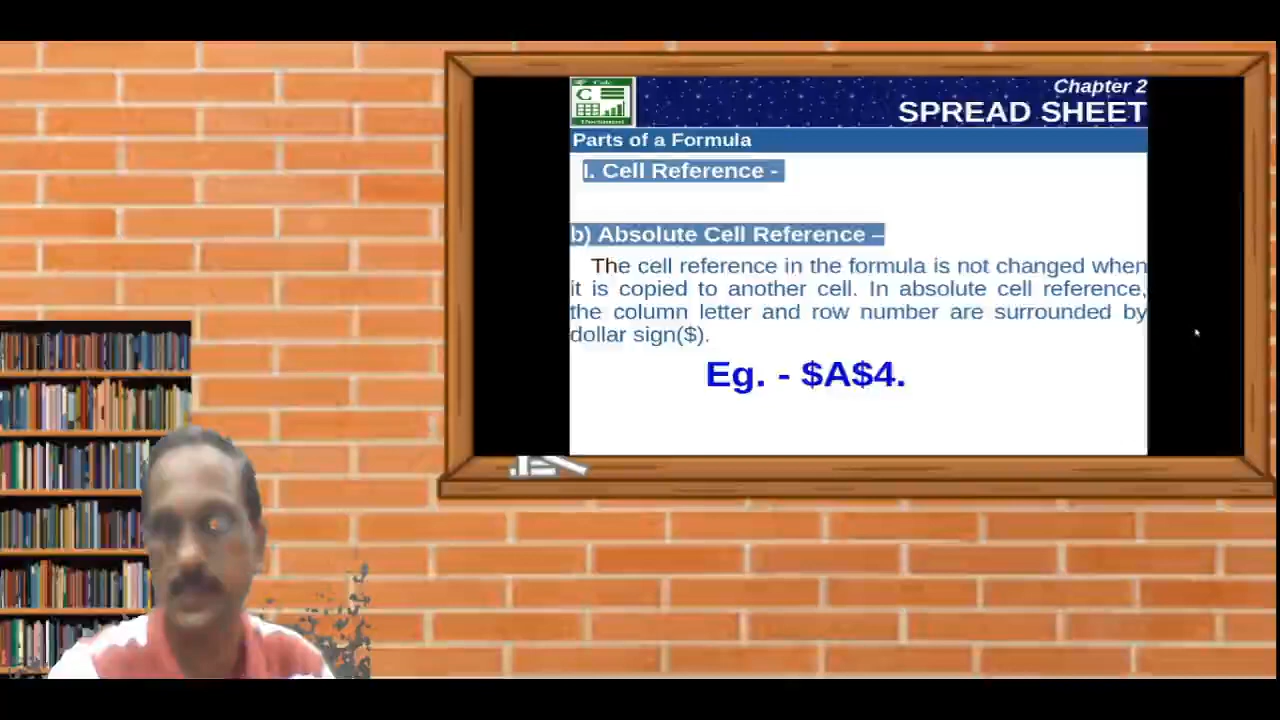 Calc
C
Chapter 2
SPREAD SHEET
Parts of a Formula
I. Cell Reference -
b) Absolute Cell Reference –
The cell reference in the formula is not changed when
it is copied to another cell. In absolute cell reference,
the column letter and row number are surrounded by
dollar sign($).
Eg. - $A$4.